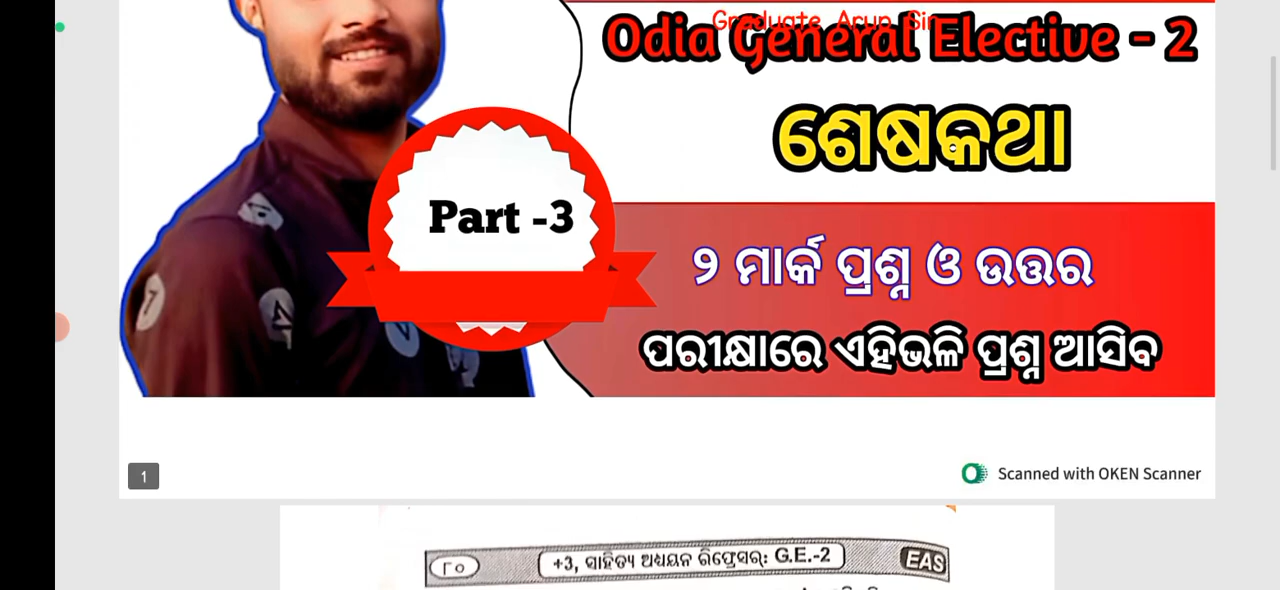 Graduate Arup Sir
Odia General Elective - 2
ଶେଷକଥା
Part -3
୨ ମାର୍କ ପ୍ରଶ୍ନ ଓ ଉତ୍ତର
ପରୀକ୍ଷାରେ ଏହିଭଳି ପ୍ରଶ୍ନ ଆସିବ
1
Scanned with OKEN Scanner
୮୦
+3, ସାହିତ୍ୟ ଅଧ୍ୟୟନ ରିଫ୍ରେସର୍: G.E.-2
EAS